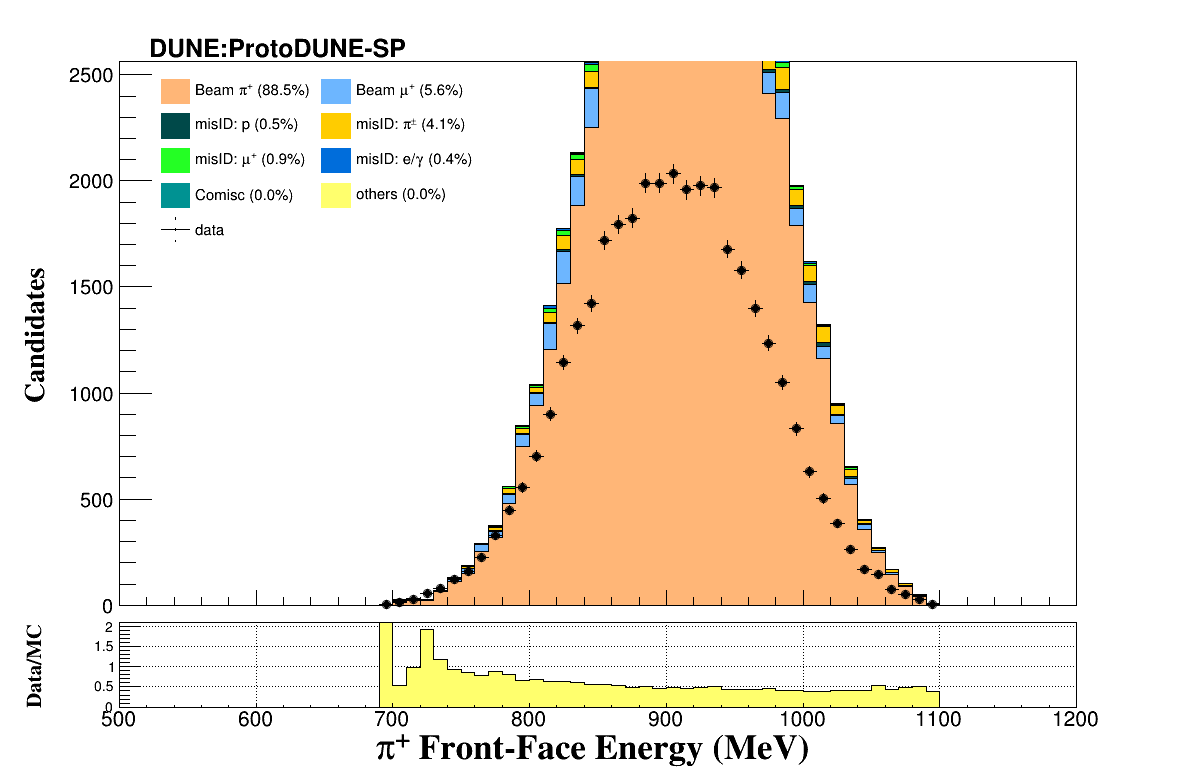 DUNE:ProtoDUNE-SP
2500
2000
1500
1000
500
0
Candidates
Beam π⁺ (88.5%)
Beam μ⁺ (5.6%)
misID: p (0.5%)
misID: π± (4.1%)
misID: μ⁺ (0.9%)
misID: e/γ (0.4%)
Comisc (0.0%)
others (0.0%)
data
2
1.5
1
0.5
0
Data/MC
500 600 700 800 900 1000 1100 1200
π⁺ Front-Face Energy (MeV)